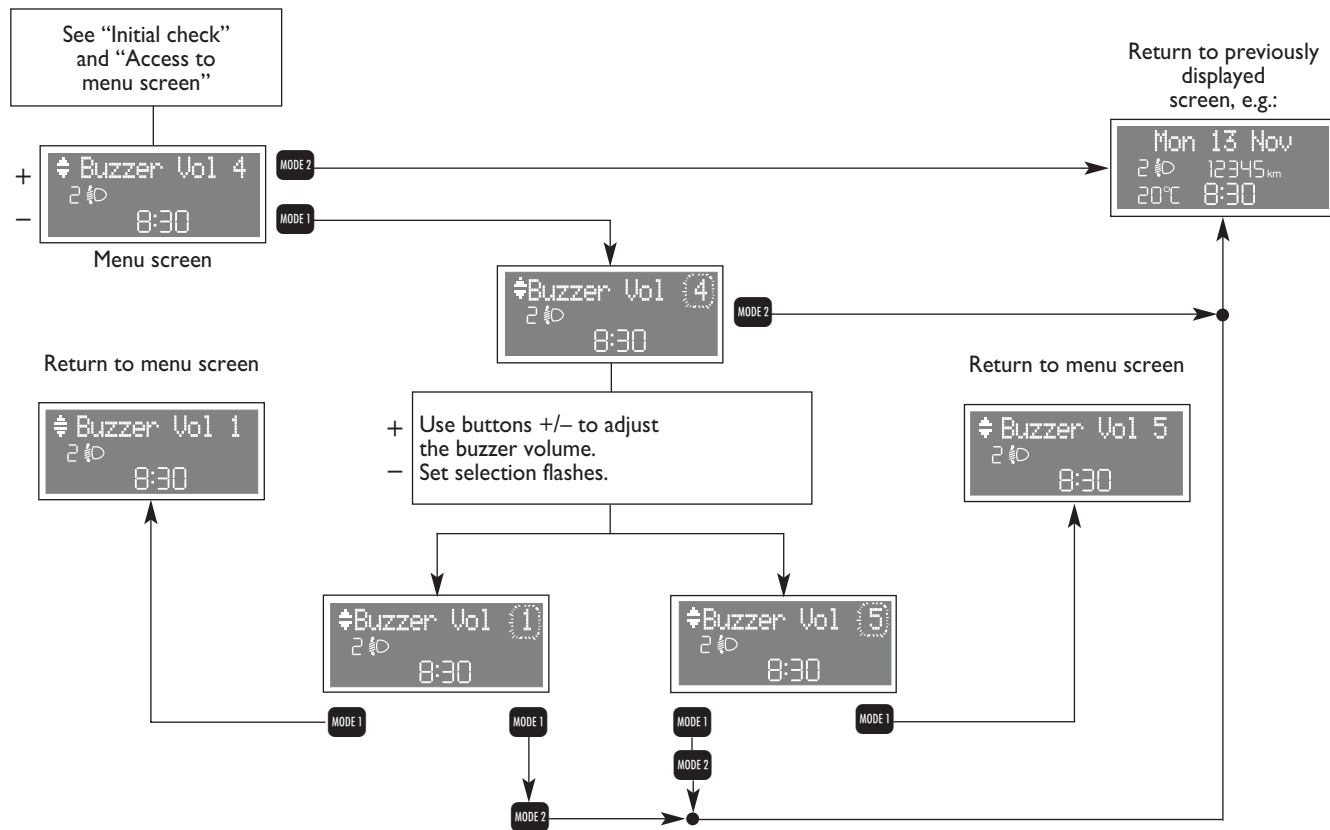 See “Initial check”
and “Access to
menu screen”
Return to previously
displayed
screen, e.g.:
+
–
Buzzer Vol 4
2
8:30
MODE 2
MODE 1
Menu screen
Mon 13 Nov
2 12345 km
20°C 8:30
Buzzer Vol 4
2
8:30
MODE 2
Return to menu screen
Buzzer Vol 1
2
8:30
+
–
Use buttons +/– to adjust
the buzzer volume.
Set selection flashes.
Return to menu screen
Buzzer Vol 5
2
8:30
Buzzer Vol 1
2
8:30
Buzzer Vol 5
2
8:30
MODE 1
MODE 1
MODE 2
MODE 1
MODE 2
MODE 1